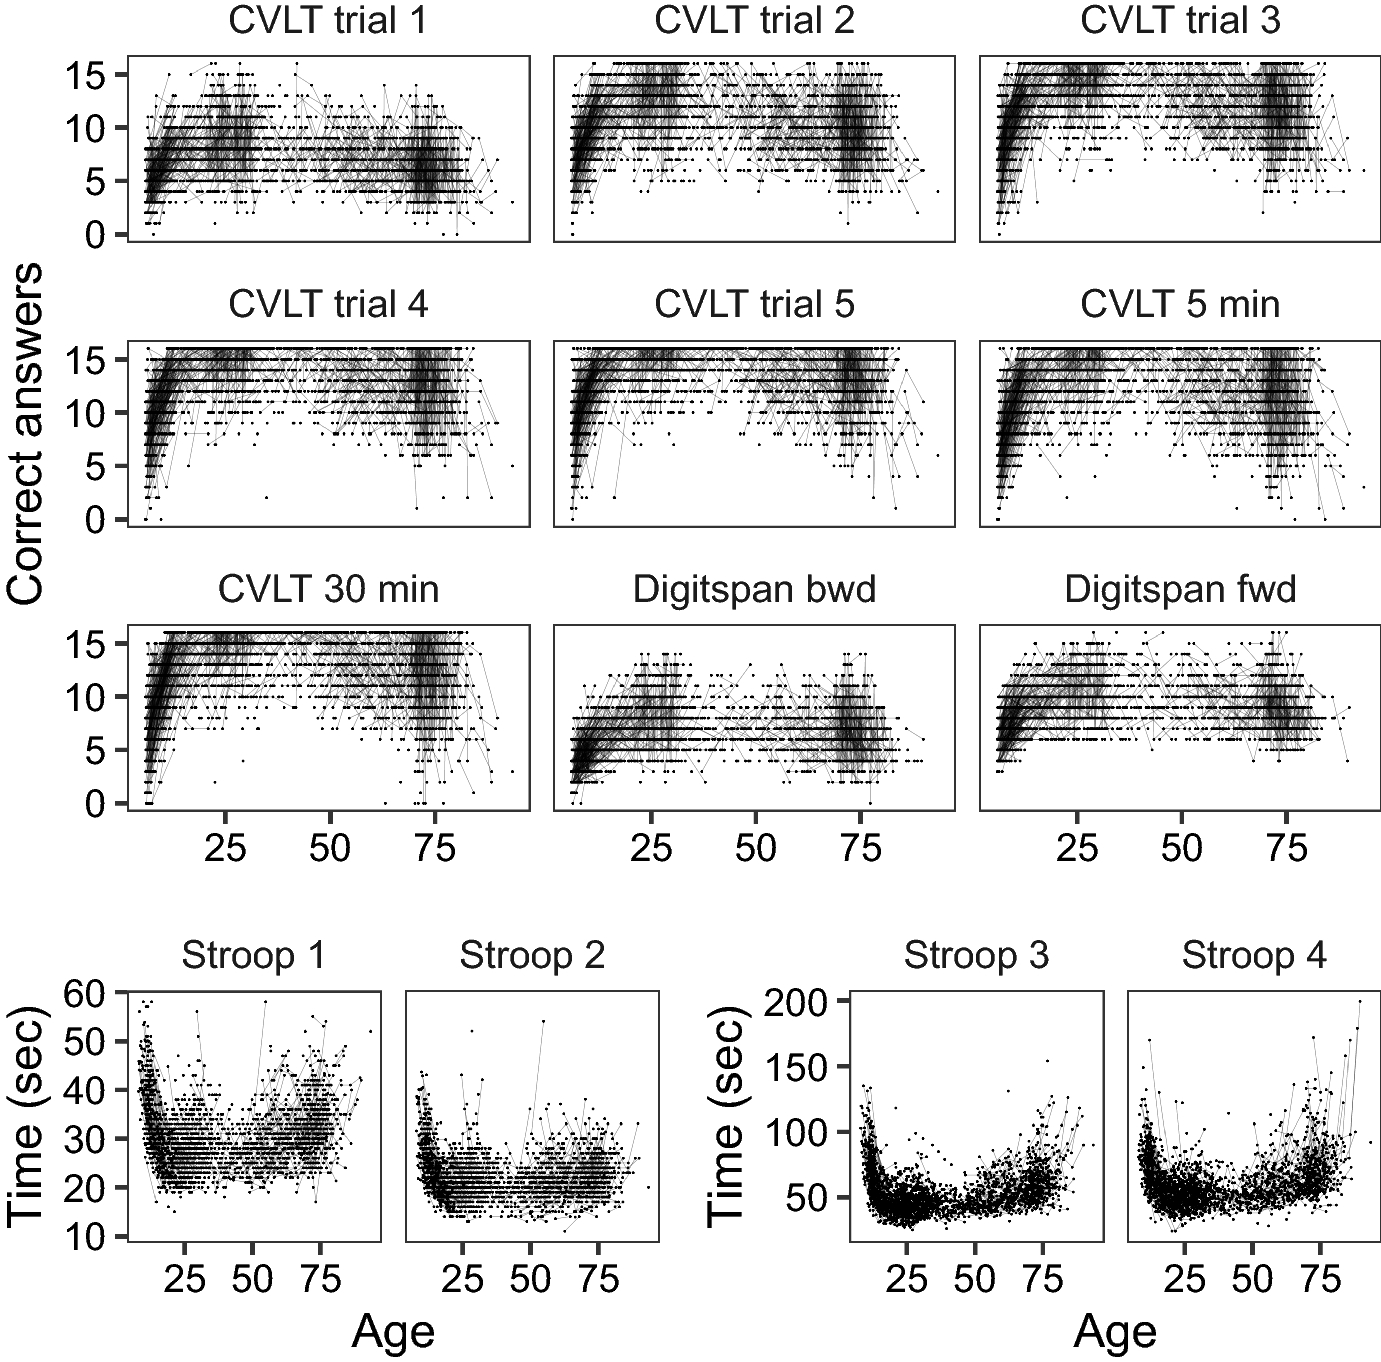 CVLT trial 1 CVLT trial 2 CVLT trial 3
15
10
5
0
CVLT trial 4 CVLT trial 5 CVLT 5 min
Correct answers
15
10
5
0
CVLT 30 min Digitspan bwd Digitspan fwd
15
10
5
0
25 50 75 25 50 75 25 50 75
Stroop 1 Stroop 2 Stroop 3 Stroop 4
Time (sec)
60
50
40
30
20
10
Time (sec)
200
150
100
50
25 50 75 25 50 75 25 50 75 25 50 75
Age Age